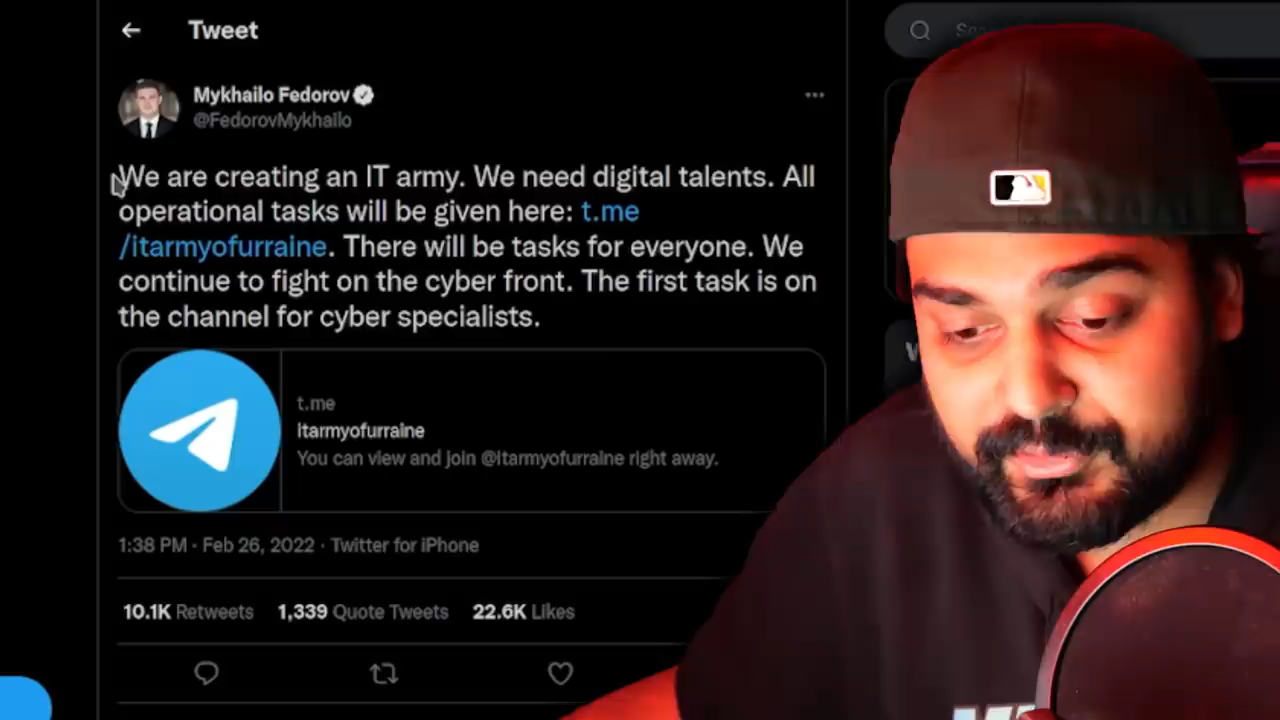 Tweet
Mykhailo Fedorov
@FedorovMykhailo
We are creating an IT army. We need digital talents. All
operational tasks will be given here: t.me
/itarmyofurraine. There will be tasks for everyone. We
continue to fight on the cyber front. The first task is on
the channel for cyber specialists.
t.me
itarmyofurraine
You can view and join @itarmyofurraine right away.
1:38 PM · Feb 26, 2022 · Twitter for iPhone
10.1K Retweets 1,339 Quote Tweets 22.6K Likes